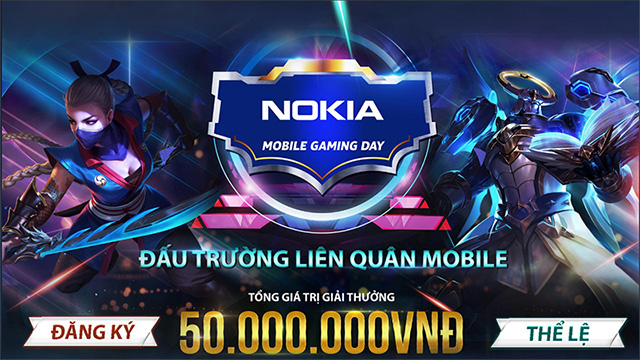 NOKIA
MOBILE GAMING DAY
ĐẤU TRƯỜNG LIÊN QUÂN MOBILE
TỔNG GIÁ TRỊ GIẢI THƯỞNG
ĐĂNG KÝ
50.000.000VNĐ
THỂ LỆ